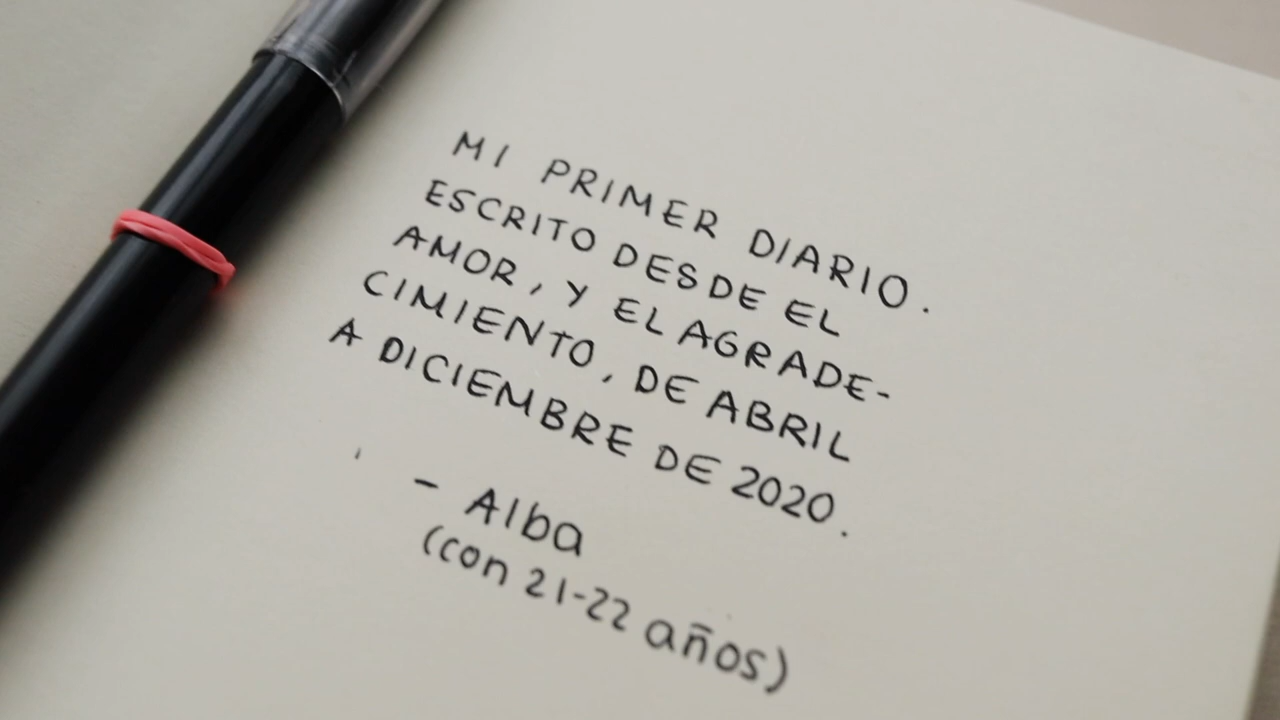 MI PRIMER DIARIO.
ESCRITO DESDE EL
AMOR, Y EL AGRADE-
CIMIENTO, DE ABRIL
A DICIEMBRE DE 2020.
- Alba
(con 21-22 años)